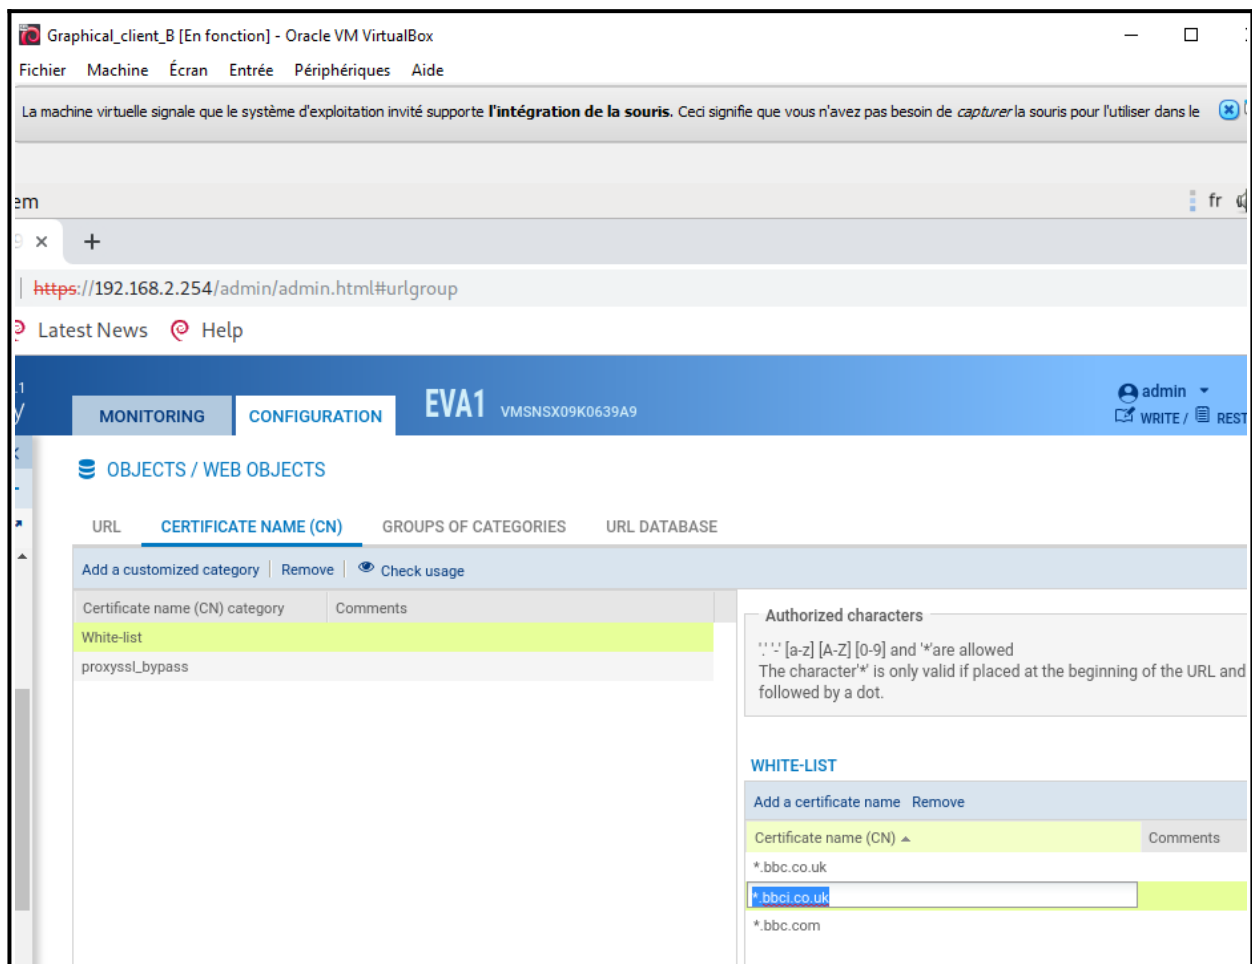 Graphical_client_B [En fonction] - Oracle VM VirtualBox
Fichier Machine Écran Entrée Périphériques Aide
La machine virtuelle signale que le système d'exploitation invité supporte l'intégration de la souris. Ceci signifie que vous n'avez pas besoin de capturer la souris pour l'utiliser dans le
em fr
9 × +
https://192.168.2.254/admin/admin.html#urlgroup
Latest News Help
.1
y MONITORING CONFIGURATION EVA1 VMSNSX09K0639A9 admin
WRITE / REST
OBJECTS / WEB OBJECTS
URL CERTIFICATE NAME (CN) GROUPS OF CATEGORIES URL DATABASE
Add a customized category Remove Check usage
Certificate name (CN) category Comments
White-list
proxyssl_bypass
Authorized characters
'.' '-' [a-z] [A-Z] [0-9] and '*'are allowed
The character'*' is only valid if placed at the beginning of the URL and
followed by a dot.
WHITE-LIST
Add a certificate name Remove
Certificate name (CN) Comments
*.bbc.co.uk
*.bbci.co.uk
*.bbc.com